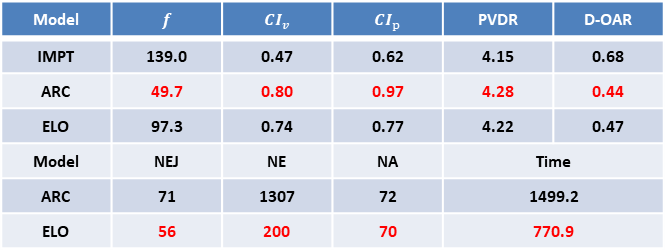 Model f CIv CIp PVDR D-OAR
IMPT 139.0 0.47 0.62 4.15 0.68
ARC 49.7 0.80 0.97 4.28 0.44
ELO 97.3 0.74 0.77 4.22 0.47
Model NEJ NE NA Time
ARC 71 1307 72 1499.2
ELO 56 200 70 770.9